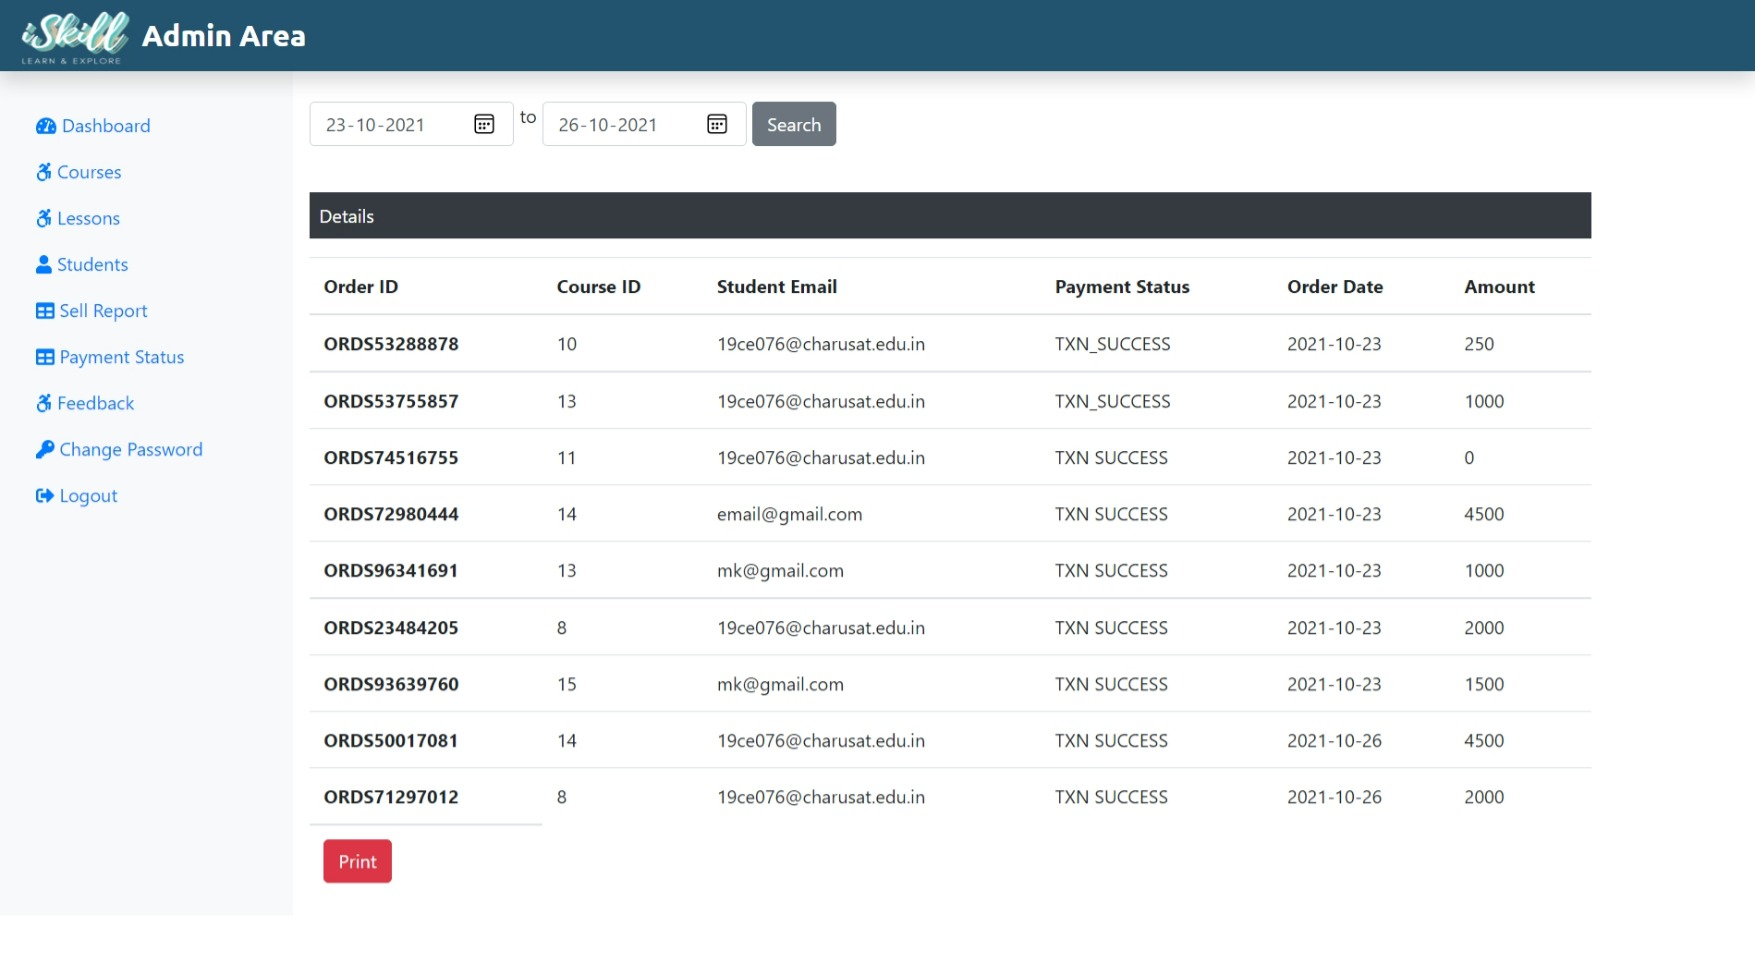 iSkill
LEARN & EXPLORE
Admin Area
Dashboard
Courses
Lessons
Students
Sell Report
Payment Status
Feedback
Change Password
Logout
23-10-2021 to 26-10-2021 Search
Details
Order ID Course ID Student Email Payment Status Order Date Amount
ORDS53288878 10 19ce076@charusat.edu.in TXN_SUCCESS 2021-10-23 250
ORDS53755857 13 19ce076@charusat.edu.in TXN_SUCCESS 2021-10-23 1000
ORDS74516755 11 19ce076@charusat.edu.in TXN SUCCESS 2021-10-23 0
ORDS72980444 14 email@gmail.com TXN SUCCESS 2021-10-23 4500
ORDS96341691 13 mk@gmail.com TXN SUCCESS 2021-10-23 1000
ORDS23484205 8 19ce076@charusat.edu.in TXN SUCCESS 2021-10-23 2000
ORDS93639760 15 mk@gmail.com TXN SUCCESS 2021-10-23 1500
ORDS50017081 14 19ce076@charusat.edu.in TXN SUCCESS 2021-10-26 4500
ORDS71297012 8 19ce076@charusat.edu.in TXN SUCCESS 2021-10-26 2000
Print